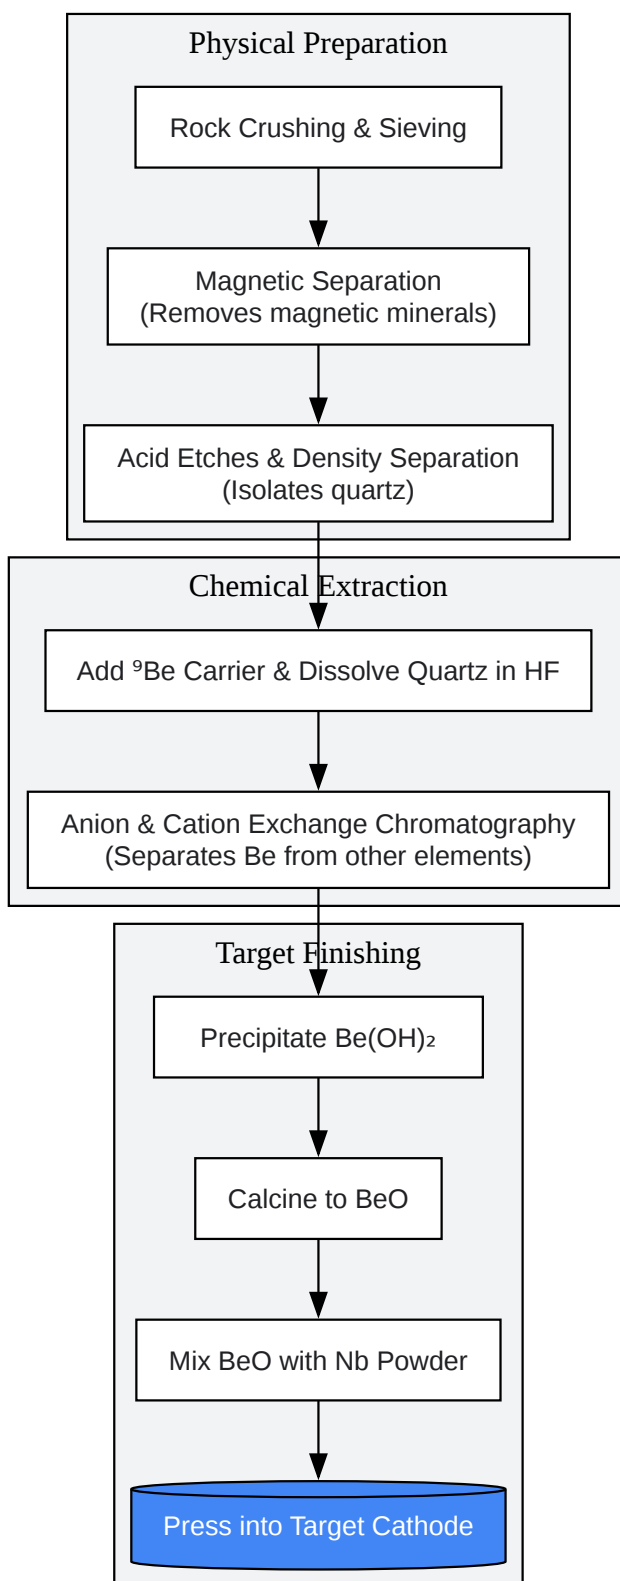 Physical Preparation
Rock Crushing & Sieving
Magnetic Separation
(Removes magnetic minerals)
Acid Etches & Density Separation
(Isolates quartz)
Chemical Extraction
Add ⁹Be Carrier & Dissolve Quartz in HF
Anion & Cation Exchange Chromatography
(Separates Be from other elements)
Target Finishing
Precipitate Be(OH)₂
Calcine to BeO
Mix BeO with Nb Powder
Press into Target Cathode